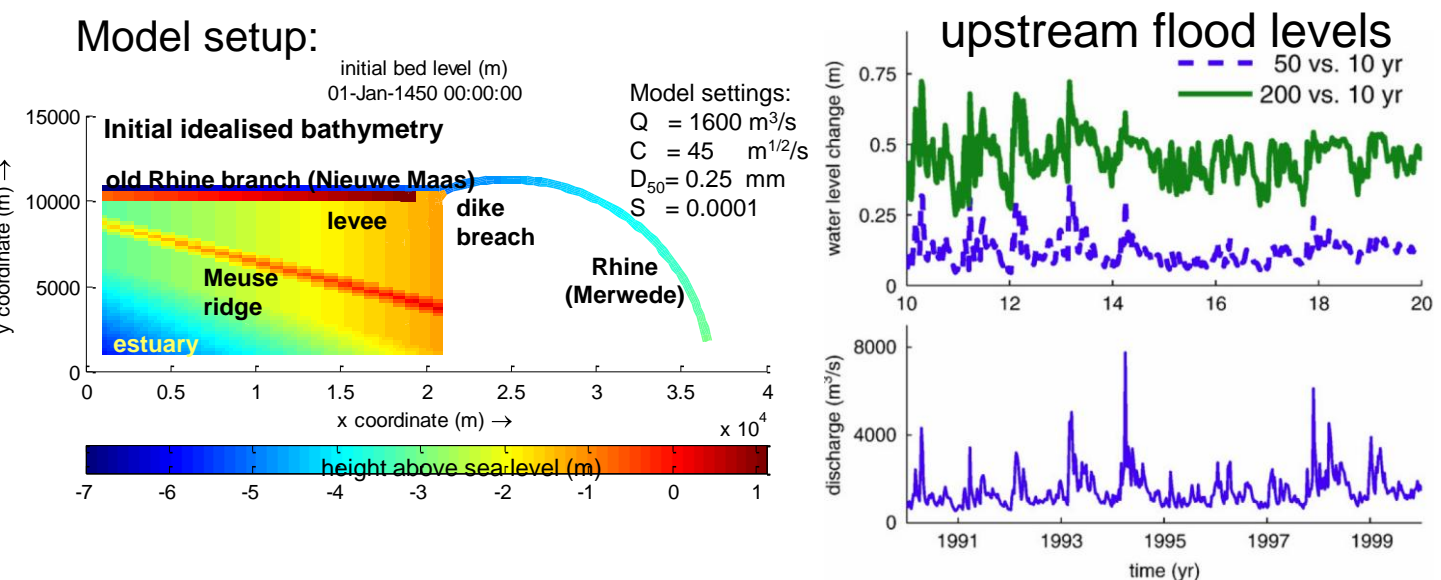 Model setup:
initial bed level (m)
01-Jan-1450 00:00:00
Model settings:
Q = 1600 m³/s
C = 45 m^1/2/s
D₅₀= 0.25 mm
S = 0.0001
y coordinate (m) →
15000
10000
5000
0
Initial idealised bathymetry
old Rhine branch (Nieuwe Maas)
levee
dike
breach
Meuse
ridge
Rhine
(Merwede)
estuary
0 0.5 1 1.5 2 2.5 3 3.5 4
x coordinate (m) →
x 10⁴
height above sea level (m)
-7 -6 -5 -4 -3 -2 -1 0 1
upstream flood levels
50 vs. 10 yr
200 vs. 10 yr
water level change (m)
0.75
0.5
0.25
0
10 12 14 16 18 20
discharge (m³/s)
8000
4000
0
1991 1993 1995 1997 1999
time (yr)